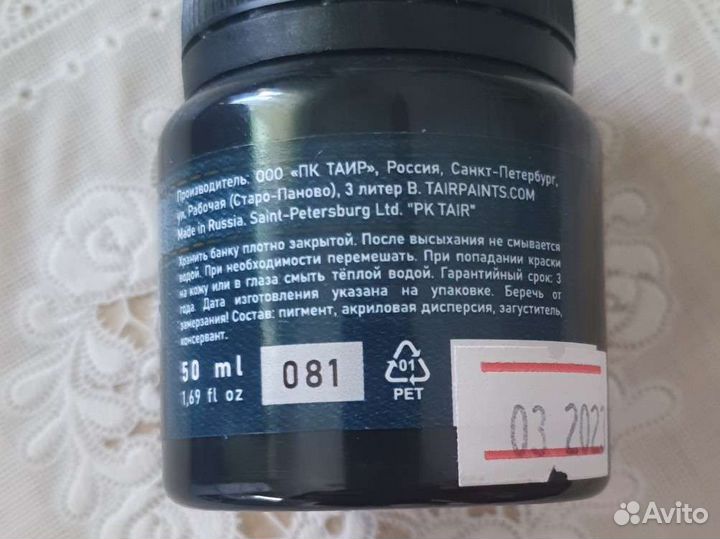 Производитель: ООО «ПК ТАИР», Россия, Санкт-Петербург,
ул. Рабочая (Старо-Паново), 3 литер В. TAIRPAINTS.COM
Made in Russia. Saint-Petersburg Ltd. "PK TAIR"
Хранить банку плотно закрытой. После высыхания не смывается
водой. При необходимости перемешать. При попадании краски
на кожу или в глаза смыть тёплой водой. Гарантийный срок: 3
года. Дата изготовления указана на упаковке. Беречь от
замерзания! Состав: пигмент, акриловая дисперсия, загуститель,
консервант.
50 ml
1,69 fl oz
081
01
PET
03
Avito